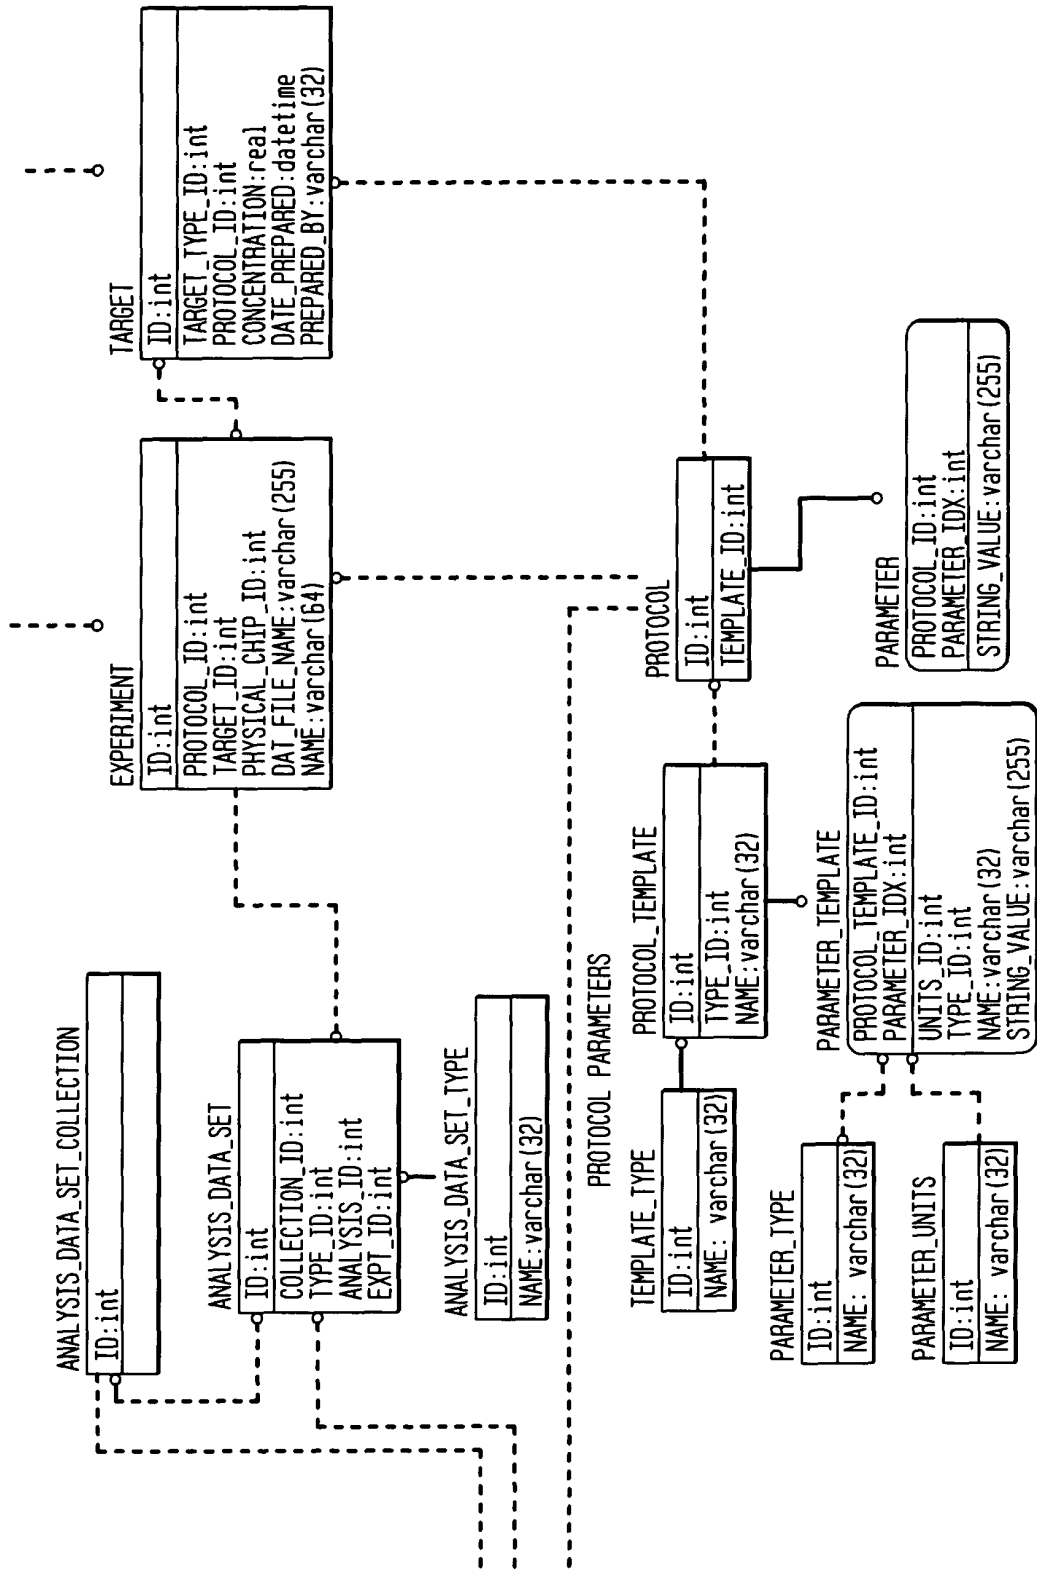 ANALYSIS_DATA_SET_COLLECTION
ID:int
ANALYSIS_DATA_SET
ID:int
COLLECTION_ID:int
TYPE_ID:int
ANALYSIS_ID:int
EXPT_ID:int
ANALYSIS_DATA_SET_TYPE
ID:int
NAME:varchar(32)
EXPERIMENT
ID:int
PROTOCOL_ID:int
TARGET_ID:int
PHYSICAL_CHIP_ID:int
DAT_FILE_NAME:varchar(255)
NAME:varchar(64)
TARGET
ID:int
TARGET_TYPE_ID:int
PROTOCOL_ID:int
CONCENTRATION:real
DATE_PREPARED:datetime
PREPARED_BY:varchar(32)
PROTOCOL PARAMETERS
TEMPLATE_TYPE
ID:int
NAME: varchar(32)
PROTOCOL_TEMPLATE
ID:int
TYPE_ID:int
NAME:varchar(32)
PROTOCOL
ID:int
TEMPLATE_ID:int
PARAMETER_TYPE
ID:int
NAME: varchar(32)
PARAMETER_UNITS
ID:int
NAME: varchar(32)
PARAMETER_TEMPLATE
PROTOCOL_TEMPLATE_ID:int
PARAMETER_IDX:int
UNITS_ID:int
TYPE_ID:int
NAME:varchar(32)
STRING_VALUE:varchar(255)
PARAMETER
PROTOCOL_ID:int
PARAMETER_IDX:int
STRING_VALUE:varchar(255)